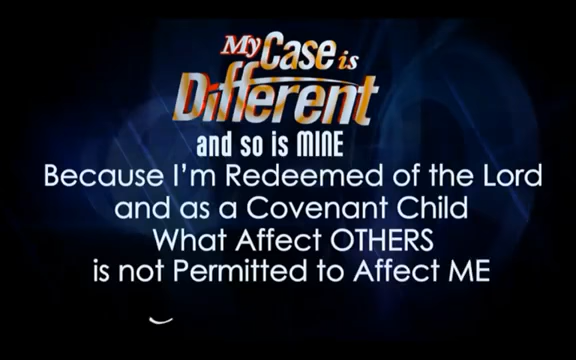 My Case is
Different
and so is MINE
Because I'm Redeemed of the Lord
and as a Covenant Child
What Affect OTHERS
is not Permitted to Affect ME